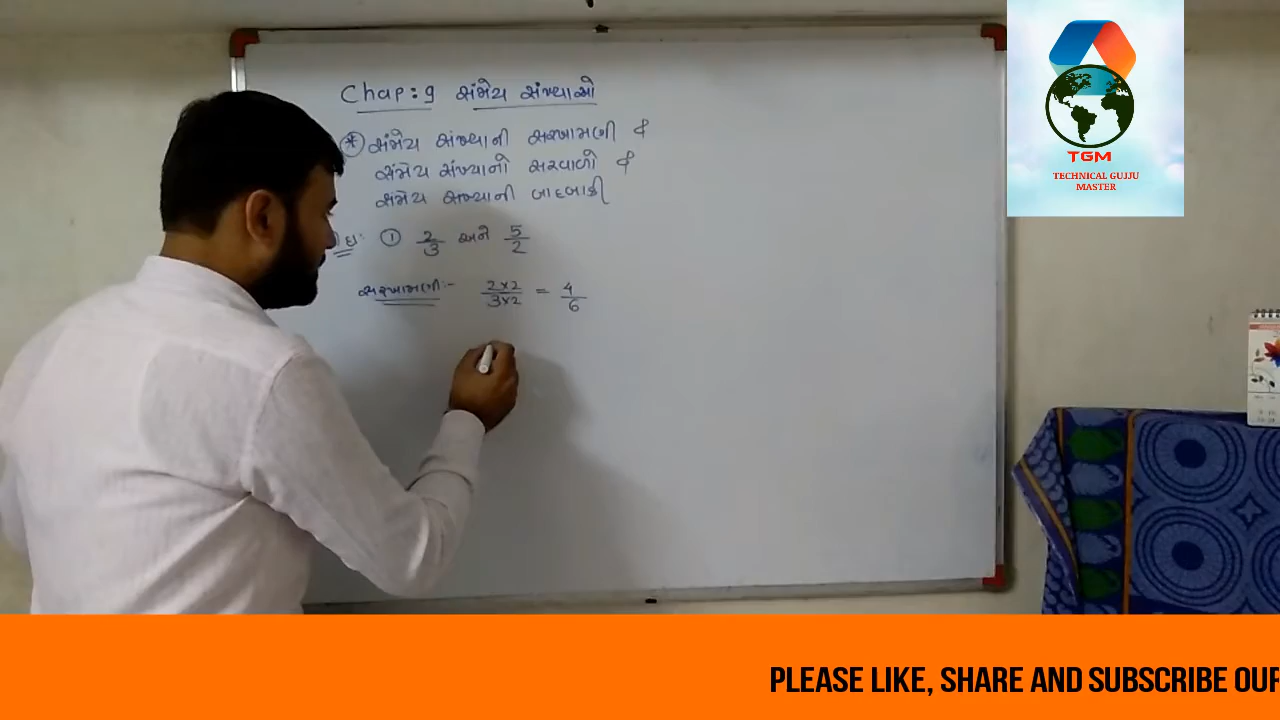 Chap : 9 સંમેય સંખ્યાઓ
* સંમેય સંખ્યાની સરખામણી &
સંમેય સંખ્યાનો સરવાળો &
સંમેય સંખ્યાની બાદબાકી
દા: ① 2/3 અને 5/2
સરખામણી:- 2×2/3×2 = 4/6
TGM
TECHNICAL GUJJU
MASTER
PLEASE LIKE, SHARE AND SUBSCRIBE OUR